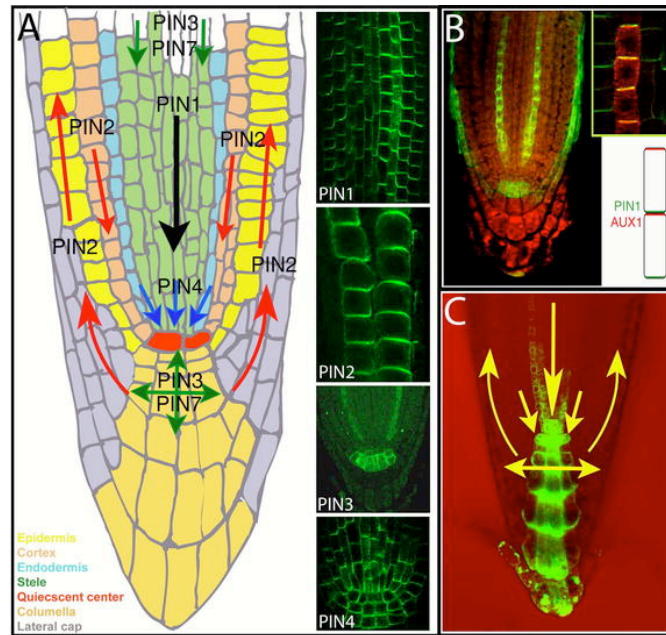 A
PIN3
PIN7
PIN1
PIN2
PIN2
PIN2
PIN2
PIN4
PIN3
PIN7
Epidermis
Cortex
Endodermis
Stele
Quiecscent center
Columella
Lateral cap
PIN1
PIN2
PIN3
PIN4
B
PIN1
AUX1
C